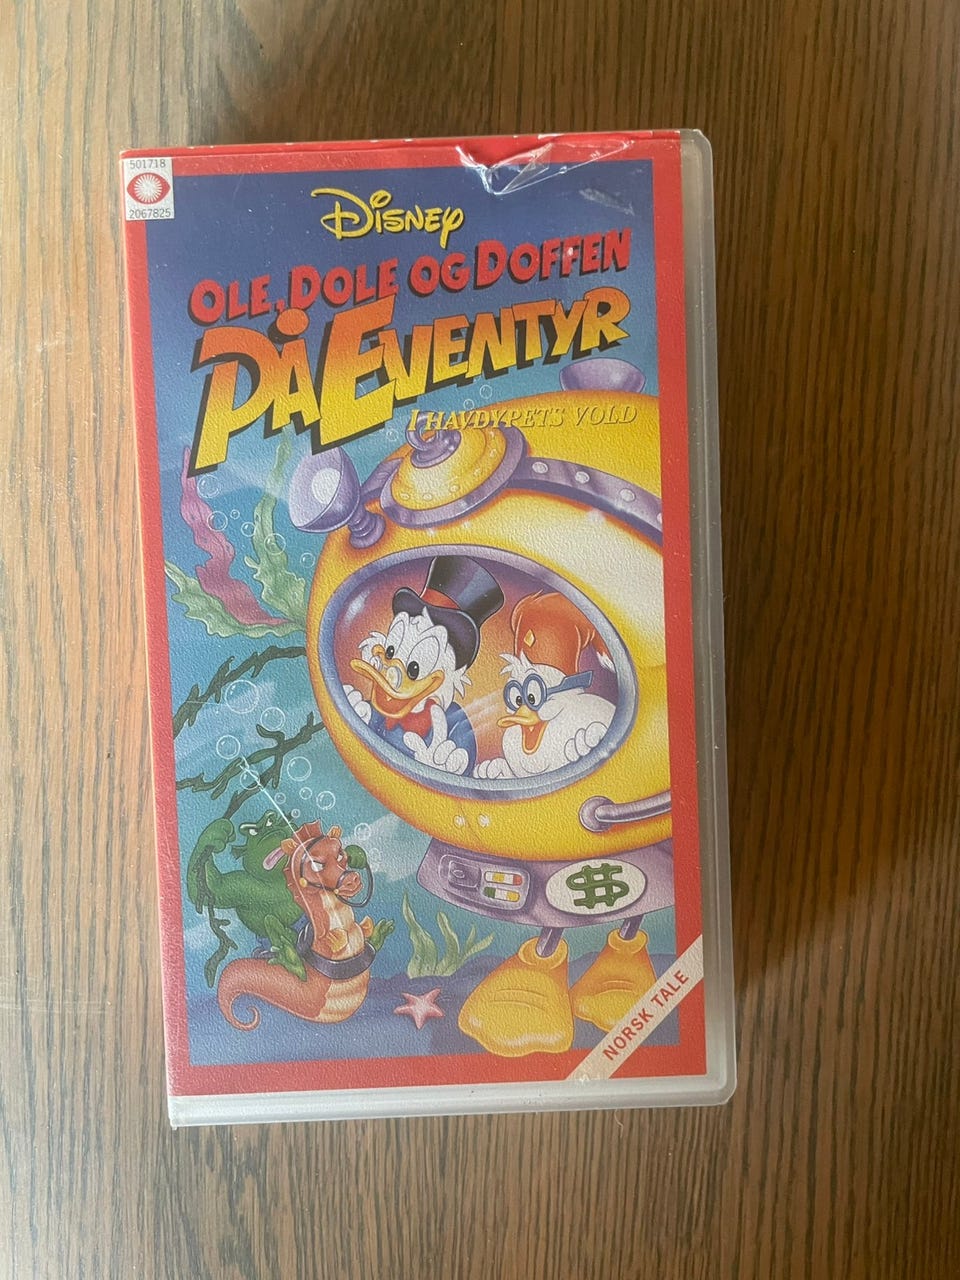 501718
2067825
DISNEY
OLE, DOLE OG DOFFEN
PÅ EVENTYR
I HAVDYPETS VOLD
$
NORSK TALE